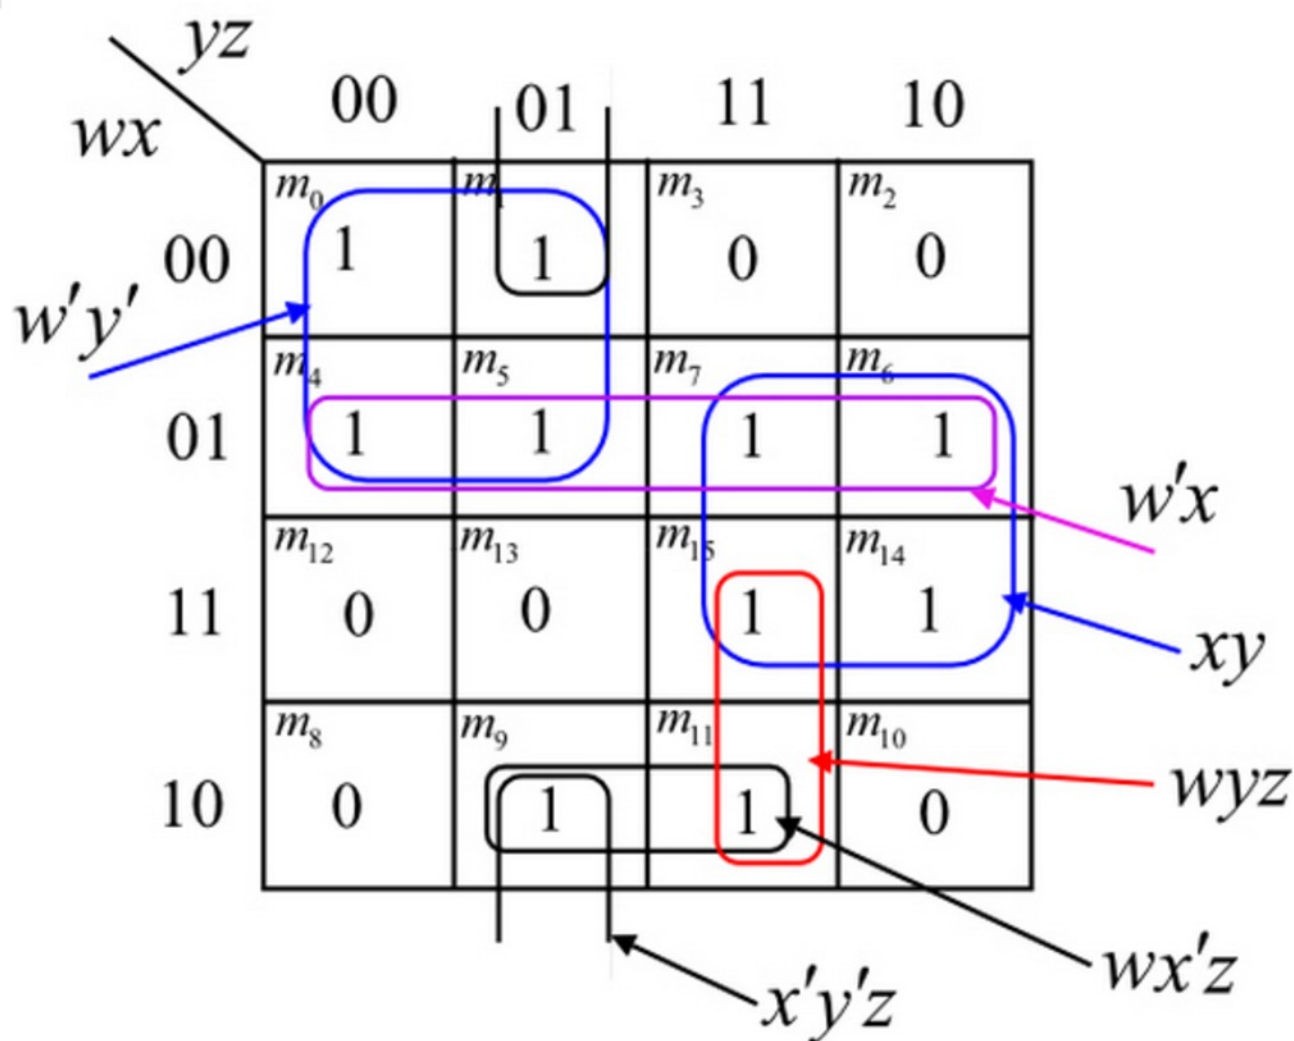 yz
wx
00 01 11 10
m0 m1 m3 m2
00 1 1 0 0
w'y'
m4 m5 m7 m6
01 1 1 1 1
w'x
m12 m13 m15 m14
11 0 0 1 1
xy
m8 m9 m11 m10
10 0 1 1 0
wyz
wx'z
x'y'z